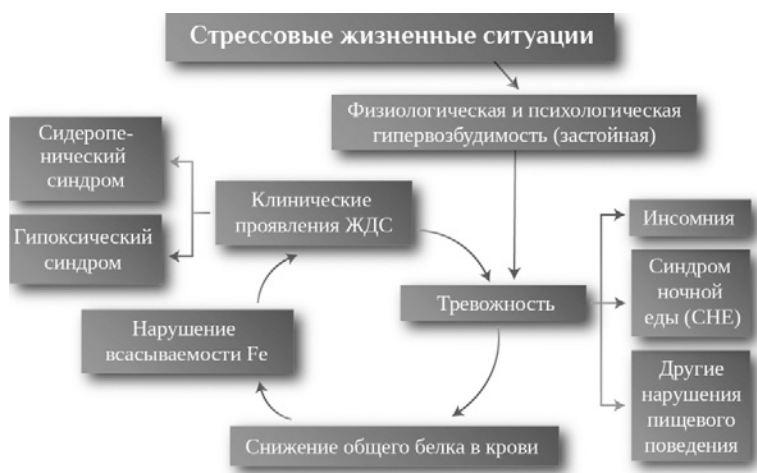 Стрессовые жизненные ситуации
Физиологическая и психологическая
гипервозбудимость (застойная)
Сидеропе-
нический
синдром
Гипоксический
синдром
Клинические
проявления ЖДС
Нарушение
всасываемости Fe
Снижение общего белка в крови
Тревожность
Инсомния
Синдром
ночной
еды (СНЕ)
Другие
нарушения
пищевого
поведения